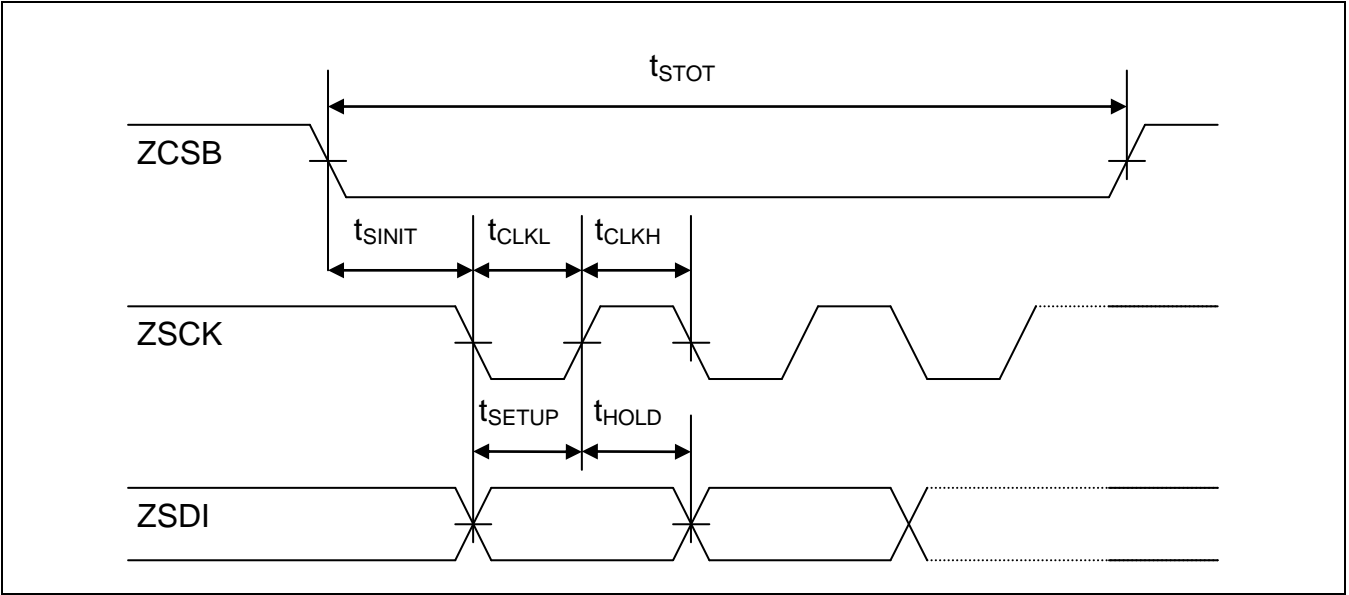 tSTOT
ZCSB
tSINIT tCLKL tCLKH
ZSCK
tSETUP tHOLD
ZSDI